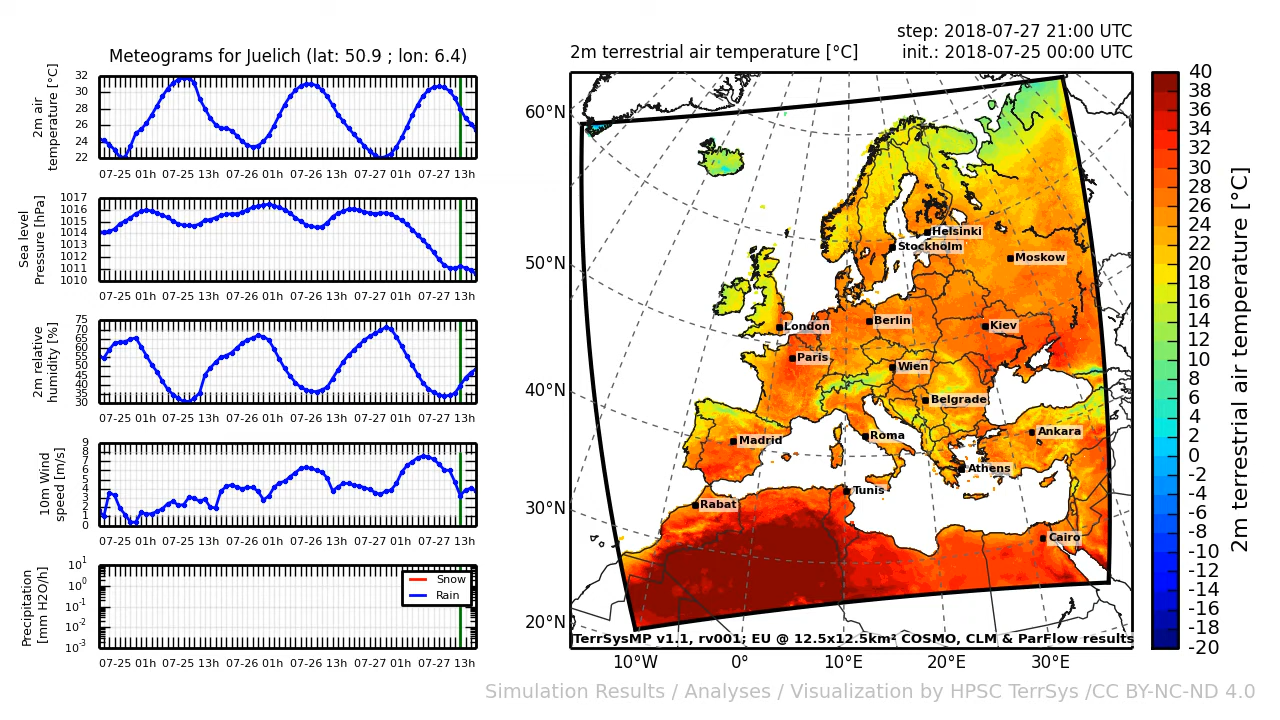 step: 2018-07-27 21:00 UTC
2m terrestrial air temperature [°C]
init.: 2018-07-25 00:00 UTC
Meteograms for Juelich (lat: 50.9 ; lon: 6.4)
2m air
temperature [°C]
32
30
28
26
24
22
07-25 01h 07-25 13h 07-26 01h 07-26 13h 07-27 01h 07-27 13h
Sea level
Pressure [hPa]
1017
1016
1015
1014
1013
1012
1011
1010
07-25 01h 07-25 13h 07-26 01h 07-26 13h 07-27 01h 07-27 13h
2m relative
humidity [%]
75
70
65
60
55
50
45
40
35
30
07-25 01h 07-25 13h 07-26 01h 07-26 13h 07-27 01h 07-27 13h
10m Wind
speed [m/s]
9
8
7
6
5
4
3
2
1
0
07-25 01h 07-25 13h 07-26 01h 07-26 13h 07-27 01h 07-27 13h
Precipitation
[mm H2O/h]
10¹
10⁰
10⁻¹
10⁻²
10⁻³
Snow
Rain
07-25 01h 07-25 13h 07-26 01h 07-26 13h 07-27 01h 07-27 13h
60°N
50°N
40°N
30°N
20°N
Helsinki
Stockholm
Moskow
London
Berlin
Kiev
Paris
Wien
Belgrade
Madrid
Roma
Ankara
Athens
Tunis
Rabat
Cairo
TerrSysMP v1.1, rv001; EU @ 12.5x12.5km² COSMO, CLM & ParFlow results
10°W 0° 10°E 20°E 30°E
40
38
36
34
32
30
28
26
24
22
20
18
16
14
12
10
8
6
4
2
0
-2
-4
-6
-8
-10
-12
-14
-16
-18
-20
2m terrestrial air temperature [°C]
Simulation Results / Analyses / Visualization by HPSC TerrSys /CC BY-NC-ND 4.0